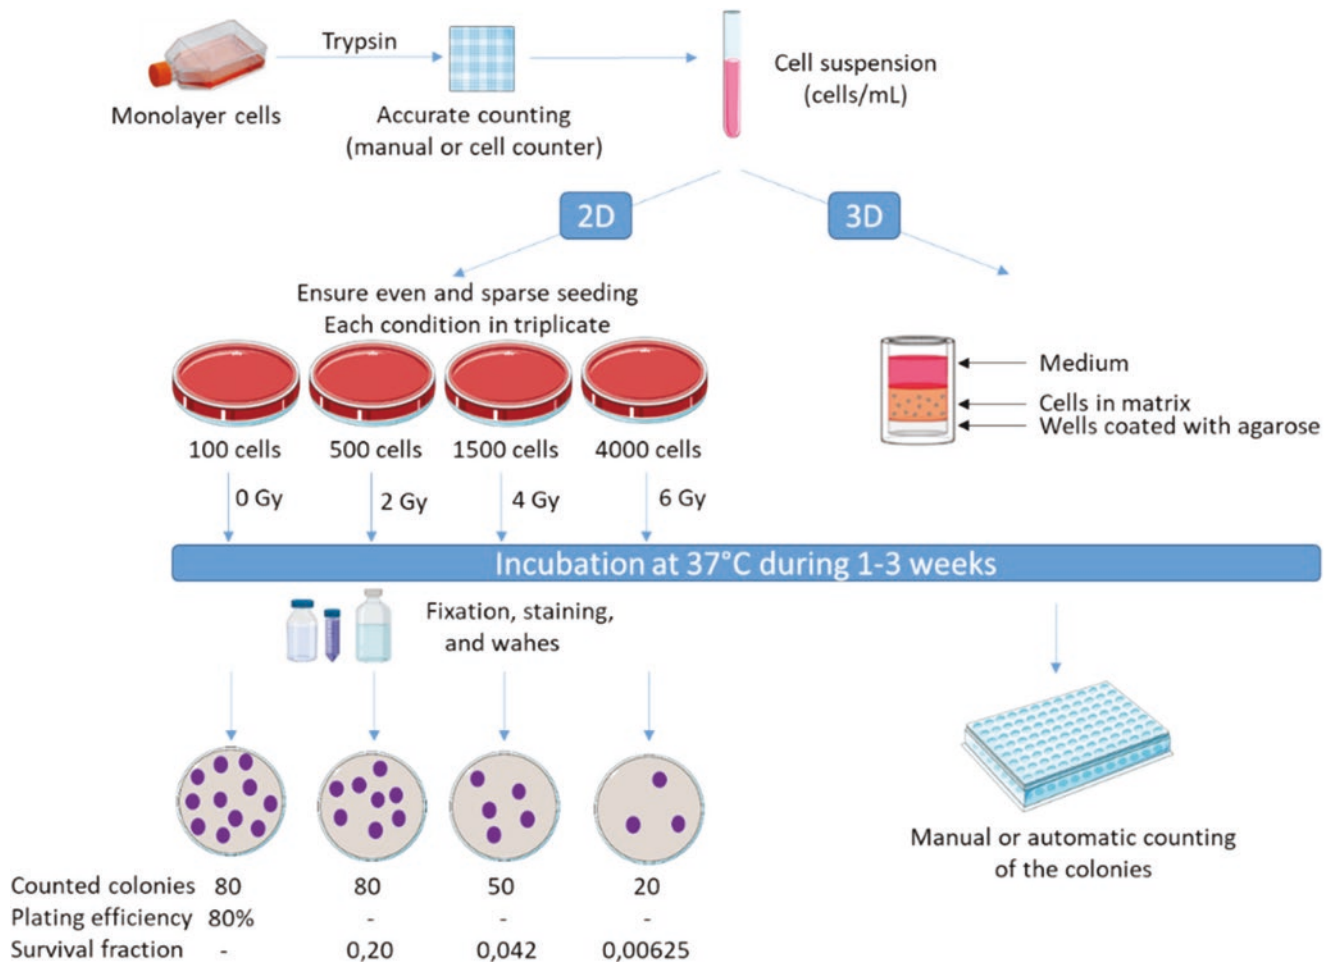 Trypsin
Monolayer cells
Accurate counting
(manual or cell counter)
Cell suspension
(cells/mL)
2D
3D
Ensure even and sparse seeding
Each condition in triplicate
100 cells
500 cells
1500 cells
4000 cells
Medium
Cells in matrix
Wells coated with agarose
0 Gy
2 Gy
4 Gy
6 Gy
Incubation at 37°C during 1-3 weeks
Fixation, staining,
and wahes
Manual or automatic counting
of the colonies
Counted colonies 80 80 50 20
Plating efficiency 80% - - -
Survival fraction - 0,20 0,042 0,00625